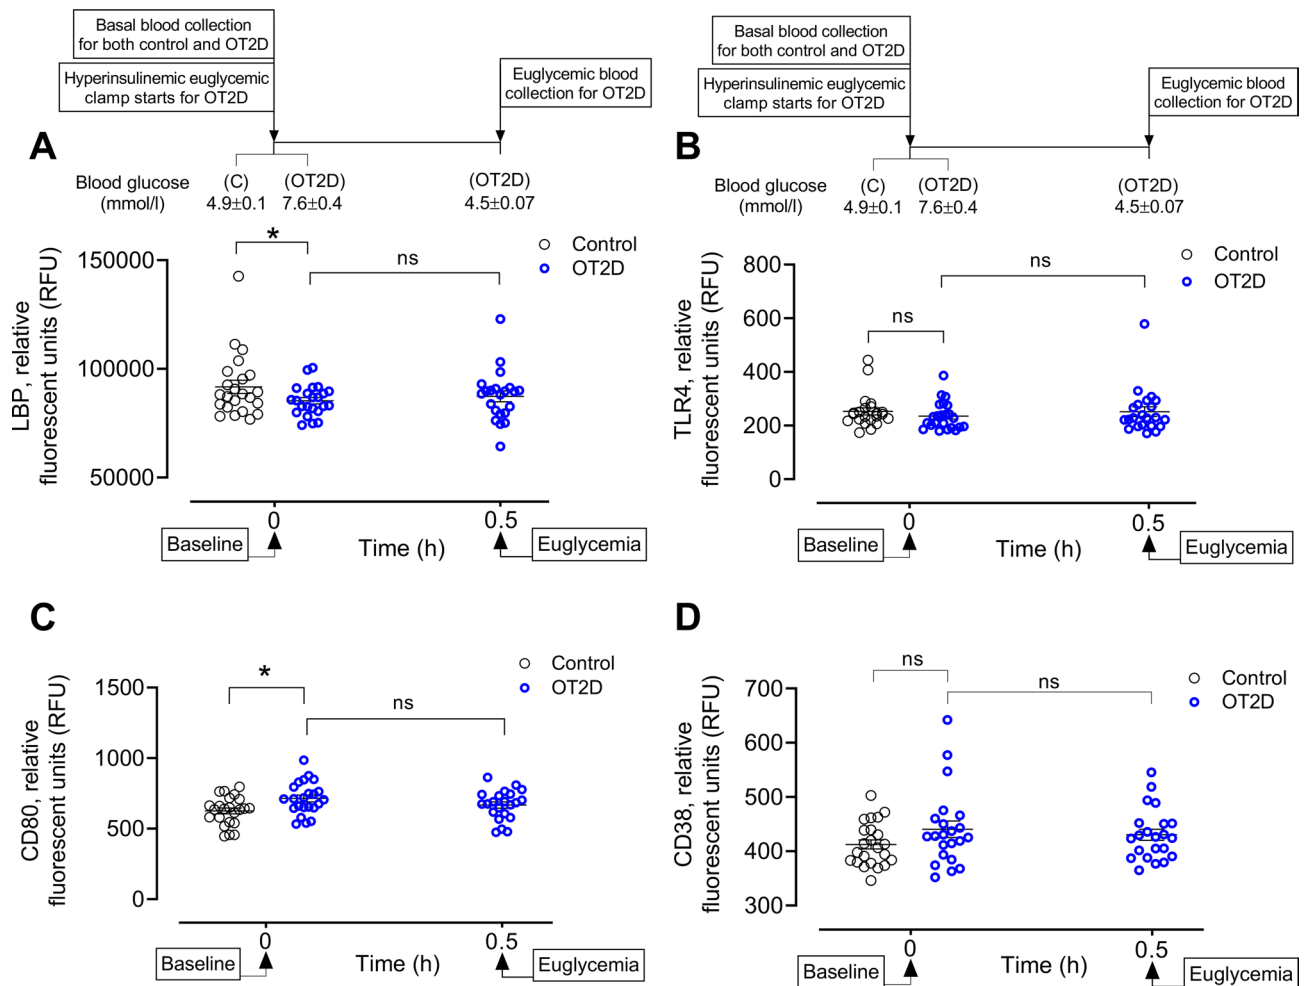 Basal blood collection
for both control and OT2D
Hyperinsulinemic euglycemic
clamp starts for OT2D
Euglycemic blood
collection for OT2D
A
Blood glucose
(mmol/l)
(C)
4.9±0.1
(OT2D)
7.6±0.4
(OT2D)
4.5±0.07
*
ns
Control
OT2D
LBP, relative
fluorescent units (RFU)
150000
100000
50000
0
0.5
Baseline
Time (h)
Euglycemia
Basal blood collection
for both control and OT2D
Hyperinsulinemic euglycemic
clamp starts for OT2D
Euglycemic blood
collection for OT2D
B
Blood glucose
(mmol/l)
(C)
4.9±0.1
(OT2D)
7.6±0.4
(OT2D)
4.5±0.07
ns
ns
Control
OT2D
TLR4, relative
fluorescent units (RFU)
800
600
400
200
0
0
0.5
Baseline
Time (h)
Euglycemia
C
*
ns
Control
OT2D
CD80, relative
fluorescent units (RFU)
1500
1000
500
0
0
0.5
Baseline
Time (h)
Euglycemia
D
ns
ns
Control
OT2D
CD38, relative
fluorescent units (RFU)
700
600
500
400
300
0
0.5
Baseline
Time (h)
Euglycemia